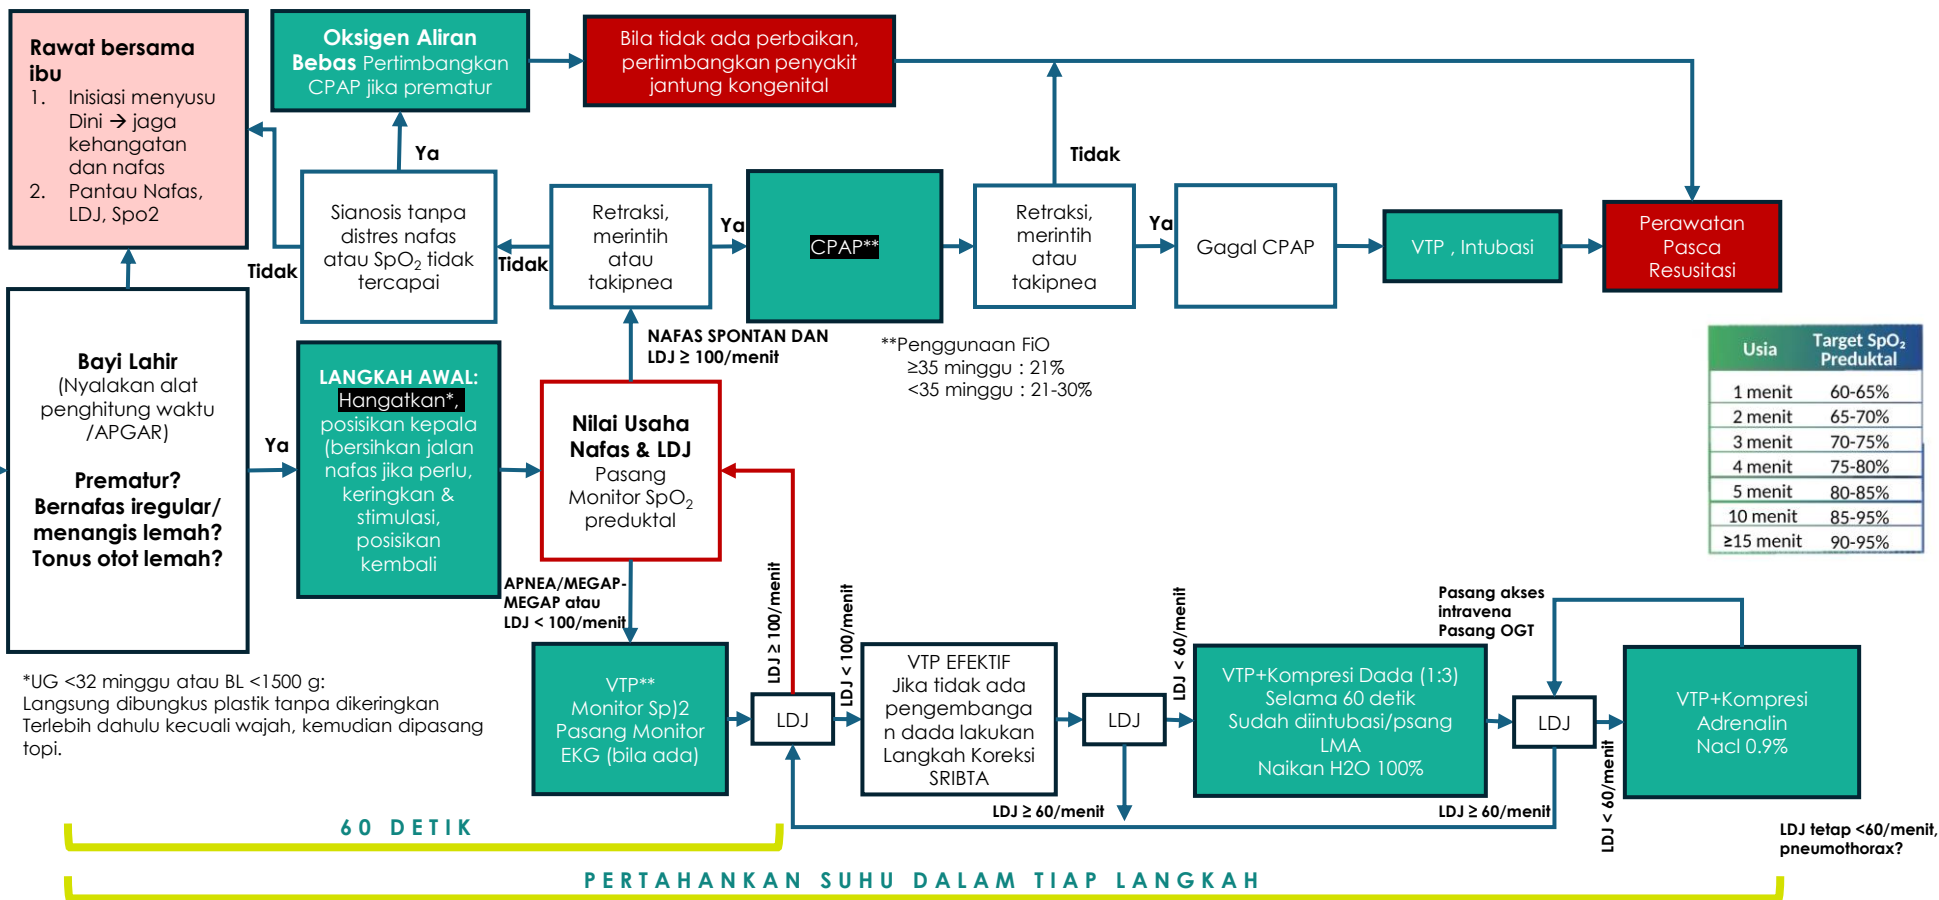 Rawat bersama
ibu
1. Inisiasi menyusu
Dini → jaga
kehangatan
dan nafas
2. Pantau Nafas,
LDJ, Spo2
Oksigen Aliran
Bebas Pertimbangkan
CPAP jika prematur
Bila tidak ada perbaikan,
pertimbangkan penyakit
jantung kongenital
Ya
Tidak
Sianosis tanpa
distres nafas
atau SpO₂ tidak
tercapai
Tidak
Retraksi,
merintih
atau
takipnea
Tidak
Ya
CPAP**
Retraksi,
merintih
atau
takipnea
Ya
Gagal CPAP
VTP , Intubasi
Perawatan
Pasca
Resusitasi
NAFAS SPONTAN DAN
LDJ ≥ 100/menit
**Penggunaan FiO
≥35 minggu : 21%
<35 minggu : 21-30%
Usia Target SpO₂
Preduktal
1 menit 60-65%
2 menit 65-70%
3 menit 70-75%
4 menit 75-80%
5 menit 80-85%
10 menit 85-95%
≥15 menit 90-95%
Bayi Lahir
(Nyalakan alat
penghitung waktu
/APGAR)
Prematur?
Bernafas iregular/
menangis lemah?
Tonus otot lemah?
Ya
LANGKAH AWAL:
Hangatkan*,
posisikan kepala
(bersihkan jalan
nafas jika perlu,
keringkan &
stimulasi,
posisikan
kembali
Nilai Usaha
Nafas & LDJ
Pasang
Monitor SpO₂
preduktal
APNEA/MEGAP-
MEGAP atau
LDJ < 100/menit
VTP**
Monitor Sp)2
Pasang Monitor
EKG (bila ada)
LDJ ≥ 100/menit
LDJ
LDJ < 100/menit
VTP EFEKTIF
Jika tidak ada
pengembanga
n dada lakukan
Langkah Koreksi
SRIBTA
LDJ
LDJ < 60/menit
LDJ ≥ 60/menit
VTP+Kompresi Dada (1:3)
Selama 60 detik
Sudah diintubasi/psang
LMA
Naikan H2O 100%
Pasang akses
intravena
Pasang OGT
LDJ
LDJ ≥ 60/menit
LDJ < 60/menit
VTP+Kompresi
Adrenalin
Nacl 0.9%
LDJ tetap <60/menit,
pneumothorax?
*UG <32 minggu atau BL <1500 g:
Langsung dibungkus plastik tanpa dikeringkan
Terlebih dahulu kecuali wajah, kemudian dipasang
topi.
60 DETIK
PERTAHANKAN SUHU DALAM TIAP LANGKAH